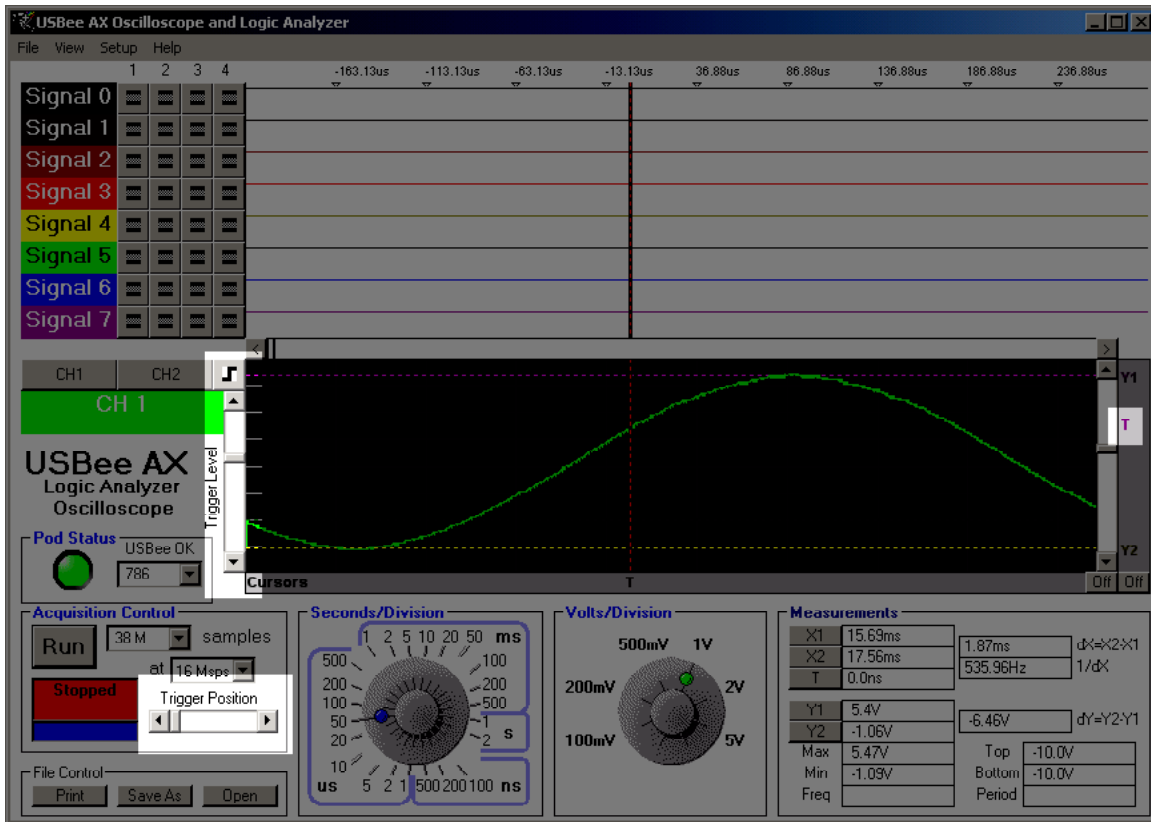 USBee AX Oscilloscope and Logic Analyzer
File View Setup Help
1 2 3 4
-163.13us -113.13us -63.13us -13.13us 36.88us 86.88us 136.88us 186.88us 236.88us
Signal 0
Signal 1
Signal 2
Signal 3
Signal 4
Signal 5
Signal 6
Signal 7
CH1 CH2
Y1
CH 1
T
Trigger Level
USBee AX
Logic Analyzer
Oscilloscope
Pod Status
USBee OK
786
Y2
Cursors T Off Off
Acquisition Control
Run 38 M samples
at 16 Msps
Stopped
Trigger Position
File Control
Print Save As Open
Seconds/Division
1 2 5 10 20 50 ms
500 100
200 200
100 500
50 1
20 2 s
10
us 5 2 1 500 200 100 ns
Volts/Division
500mV 1V
200mV 2V
100mV 5V
Measurements
X1 15.69ms
X2 17.56ms
T 0.0ns
1.87ms dX=X2-X1
535.96Hz 1/dX
Y1 5.4V
Y2 -1.06V
-6.46V dY=Y2-Y1
Max 5.47V Top -10.0V
Min -1.09V Bottom -10.0V
Freq Period